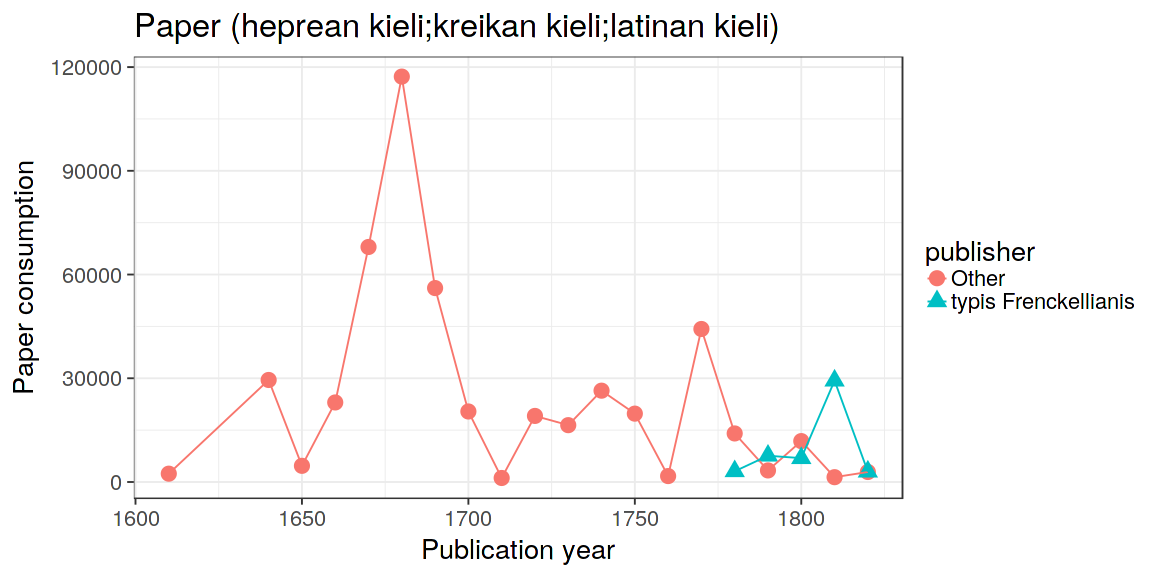 Paper (heprean kieli;kreikan kieli;latinan kieli)
120000
90000
60000
30000
0
Paper consumption
1600 1650 1700 1750 1800
Publication year
publisher
Other
typis Frenckellianis